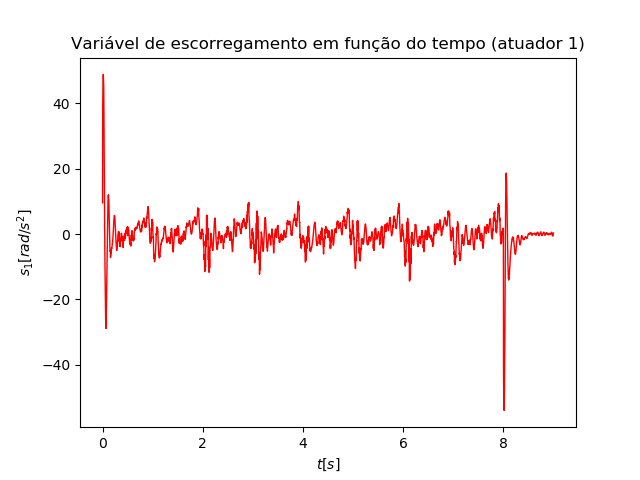 Variável de escorregamento em função do tempo (atuador 1)
40
20
0
−20
−40
s₁[rad/s²]
0 2 4 6 8
t[s]